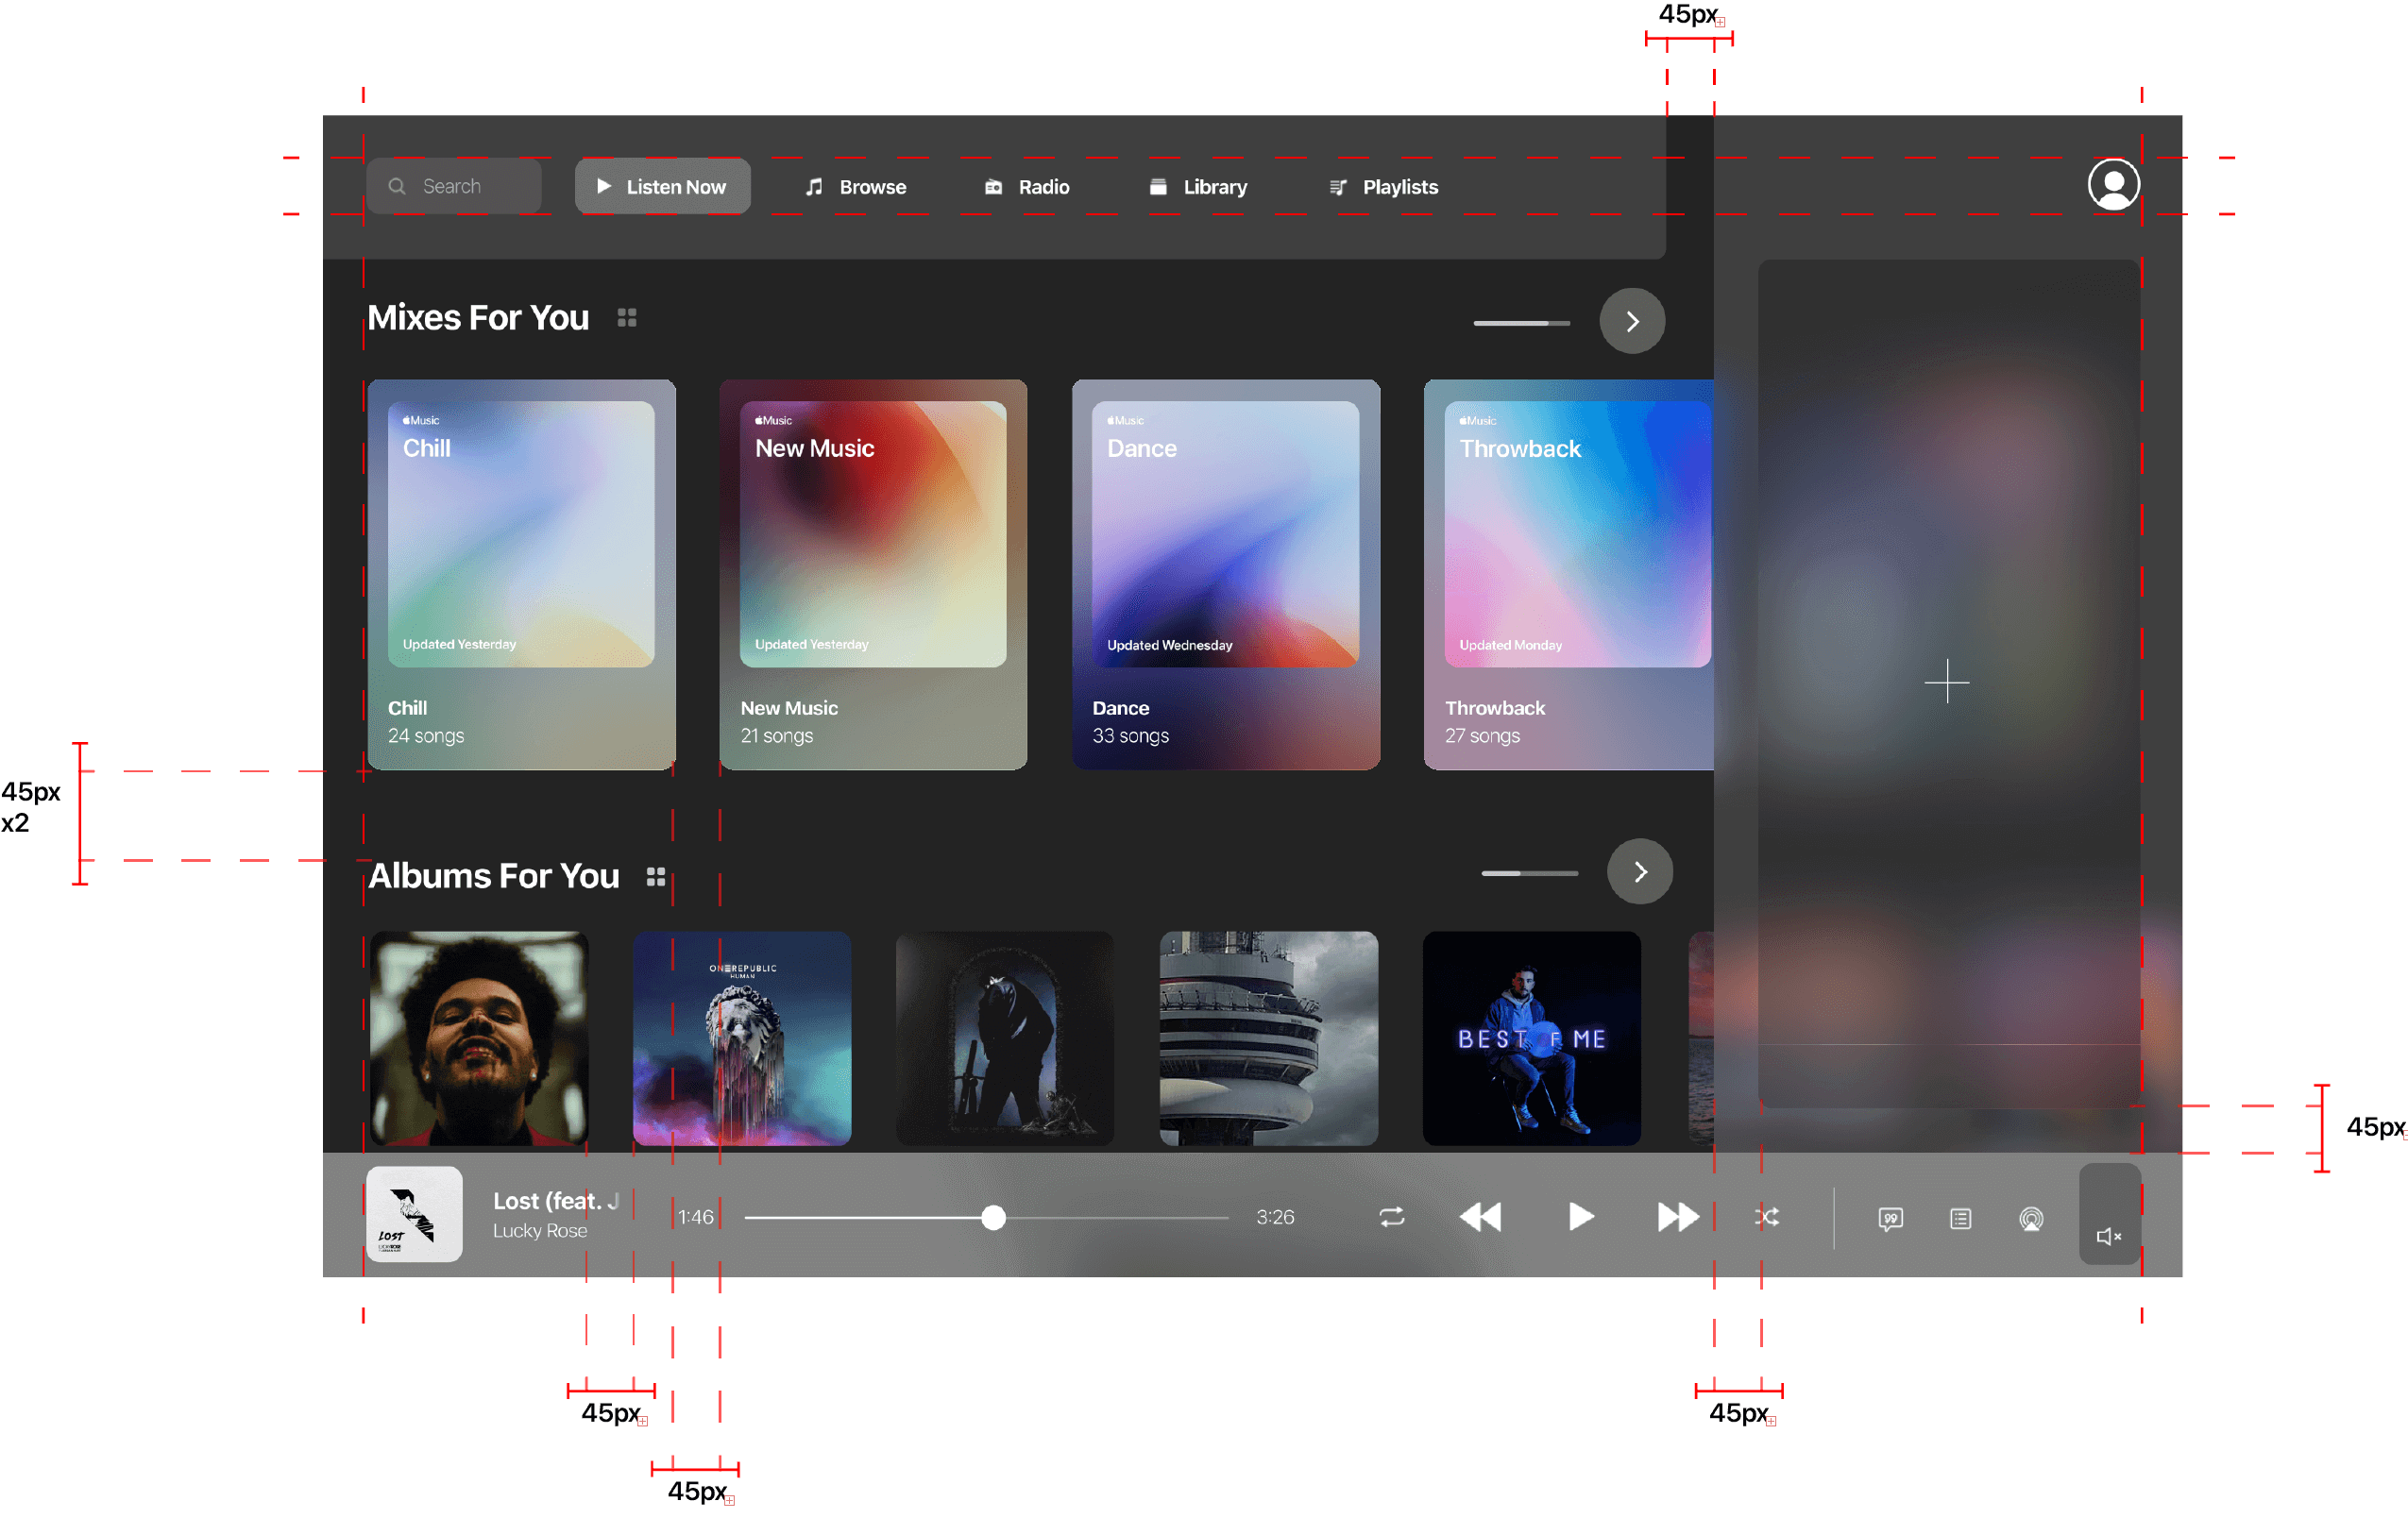 45px
Search
Listen Now
Browse
Radio
Library
Playlists
Mixes For You
Music
Chill
Updated Yesterday
Chill
24 songs
Music
New Music
Updated Yesterday
New Music
21 songs
Music
Dance
Updated Wednesday
Dance
33 songs
Music
Throwback
Updated Monday
Throwback
27 songs
45px
x2
Albums For You
ONEREPUBLIC
HUMAN
BEST OF ME
45px
LOST
Lost (feat. J
Lucky Rose
1:46
3:26
99
45px
45px
45px